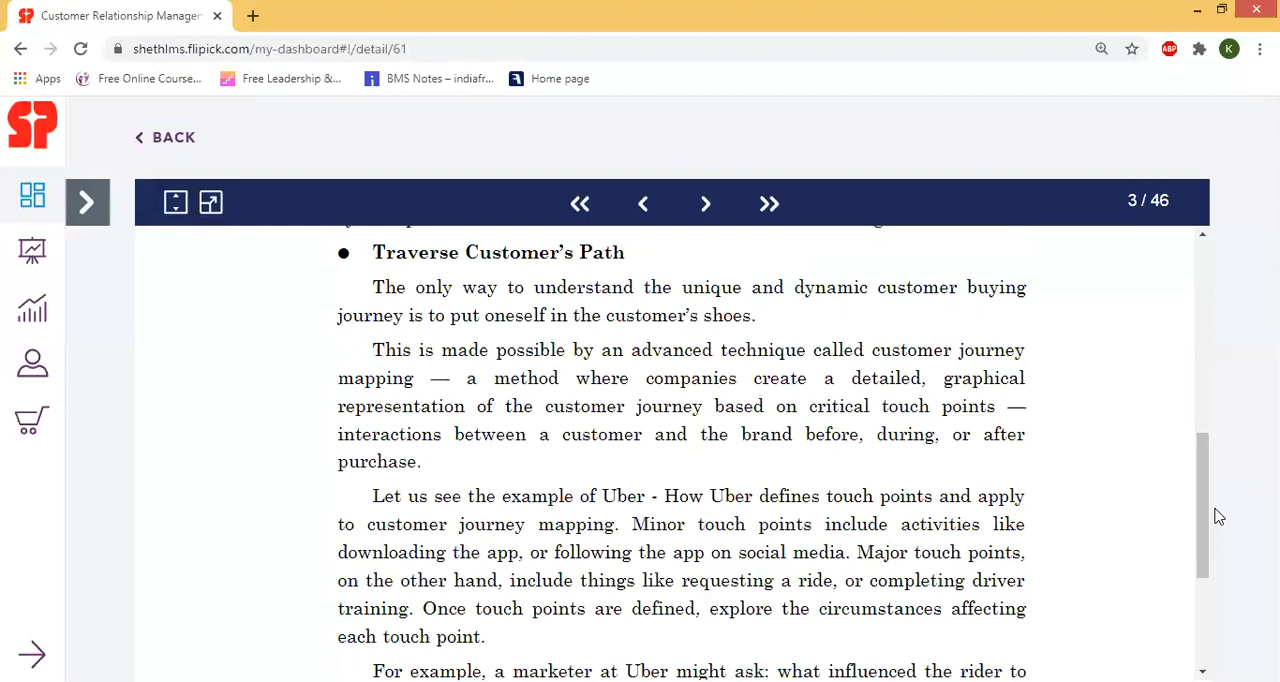 Customer Relationship Manager
shethlms.flipick.com/my-dashboard#!/detail/61
ABP
K
Apps
Free Online Course...
Free Leadership &...
BMS Notes – indiafr...
Home page
SP
BACK
3 / 46
● Traverse Customer's Path
The only way to understand the unique and dynamic customer buying
journey is to put oneself in the customer's shoes.
This is made possible by an advanced technique called customer journey
mapping — a method where companies create a detailed, graphical
representation of the customer journey based on critical touch points —
interactions between a customer and the brand before, during, or after
purchase.
Let us see the example of Uber - How Uber defines touch points and apply
to customer journey mapping. Minor touch points include activities like
downloading the app, or following the app on social media. Major touch points,
on the other hand, include things like requesting a ride, or completing driver
training. Once touch points are defined, explore the circumstances affecting
each touch point.
For example, a marketer at Uber might ask: what influenced the rider to